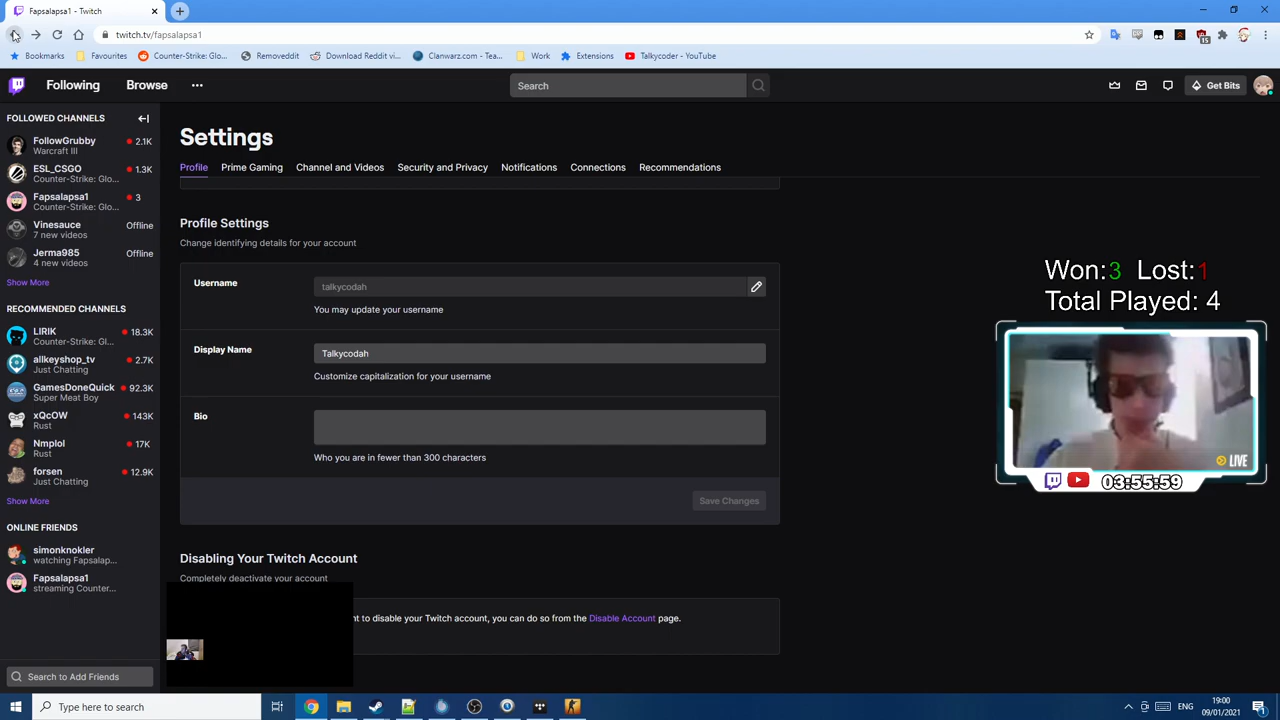 Fapsalapsa1 - Twitch
twitch.tv/fapsalapsa1
15
Bookmarks
Favourites
Counter-Strike: Glo...
Removeddit
Download Reddit vi...
Clanwarz.com - Tea...
Work
Extensions
Talkycoder - YouTube
Following
Browse
Search
Get Bits
FOLLOWED CHANNELS
FollowGrubby
2.1K
Warcraft III
ESL_CSGO
1.3K
Counter-Strike: Glo...
Fapsalapsa1
3
Counter-Strike: Glo...
Vinesauce
Offline
7 new videos
Jerma985
Offline
4 new videos
Show More
RECOMMENDED CHANNELS
LIRIK
18.3K
Counter-Strike: Glo...
allkeyshop_tv
2.7K
Just Chatting
GamesDoneQuick
92.3K
Super Meat Boy
xQcOW
143K
Rust
Nmplol
17K
Rust
forsen
12.9K
Just Chatting
Show More
ONLINE FRIENDS
simonknokler
watching Fapsalap...
Fapsalapsa1
streaming Counter...
Search to Add Friends
Settings
Profile
Prime Gaming
Channel and Videos
Security and Privacy
Notifications
Connections
Recommendations
Profile Settings
Change identifying details for your account
Username
talkycodah
You may update your username
Display Name
Talkycodah
Customize capitalization for your username
Bio
Who you are in fewer than 300 characters
Save Changes
Disabling Your Twitch Account
Completely deactivate your account
nt to disable your Twitch account, you can do so from the Disable Account page.
Won:3 Lost:1
Total Played: 4
LIVE
03:55:59
Type here to search
ENG
19:00
09/01/2021
1